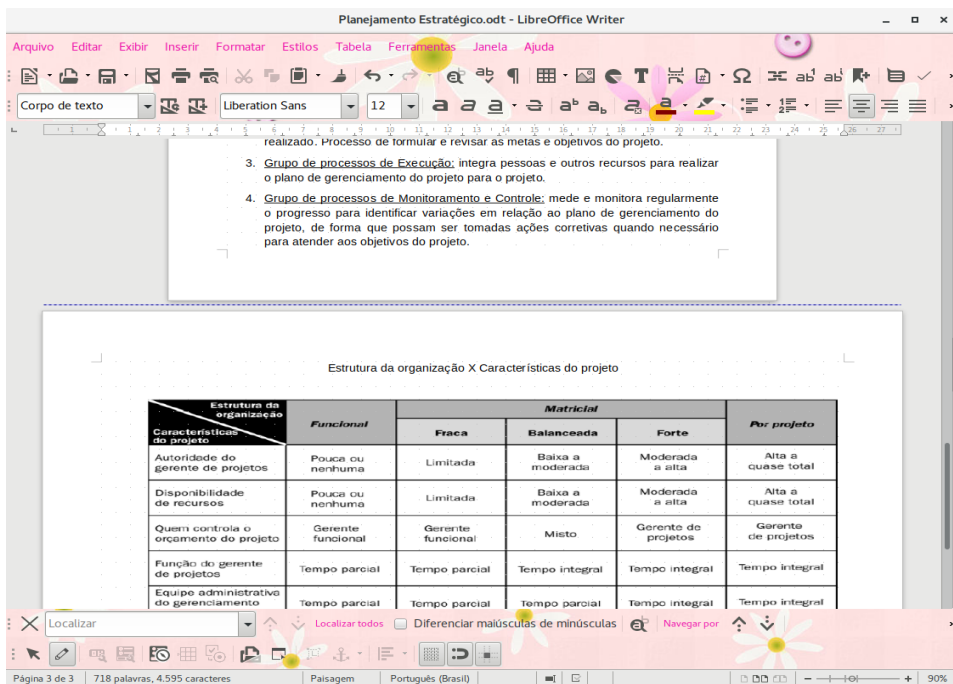 Planejamento Estratégico.odt - LibreOffice Writer
Arquivo Editar Exibir Inserir Formatar Estilos Tabela Ferramentas Janela Ajuda
Corpo de texto Liberation Sans 12
realizado. Processo de formular e revisar as metas e objetivos do projeto.
3. Grupo de processos de Execução: integra pessoas e outros recursos para realizar
o plano de gerenciamento do projeto para o projeto.
4. Grupo de processos de Monitoramento e Controle: mede e monitora regularmente
o progresso para identificar variações em relação ao plano de gerenciamento do
projeto, de forma que possam ser tomadas ações corretivas quando necessário
para atender aos objetivos do projeto.
Estrutura da organização X Características do projeto
Estrutura da
organização
Características
do projeto
Funcional
Matricial
Por projeto
Fraca Balanceada Forte
Autoridade do
gerente de projetos
Pouca ou
nenhuma
Limitada
Baixa a
moderada
Moderada
a alta
Alta a
quase total
Disponibilidade
de recursos
Pouca ou
nenhuma
Limitada
Baixa a
moderada
Moderada
a alta
Alta a
quase total
Quem controla o
orçamento do projeto
Gerente
funcional
Gerente
funcional
Misto
Gerente de
projetos
Gerente
de projetos
Função do gerente
de projetos
Tempo parcial
Tempo parcial
Tempo integral
Tempo integral
Tempo integral
Equipe administrativa
do gerenciamento
Tempo parcial
Tempo parcial
Tempo parcial
Tempo integral
Tempo integral
Localizar Localizar todos Diferenciar maiúsculas de minúsculas Navegar por
Página 3 de 3 718 palavras, 4.595 caracteres Paisagem Português (Brasil) 90%